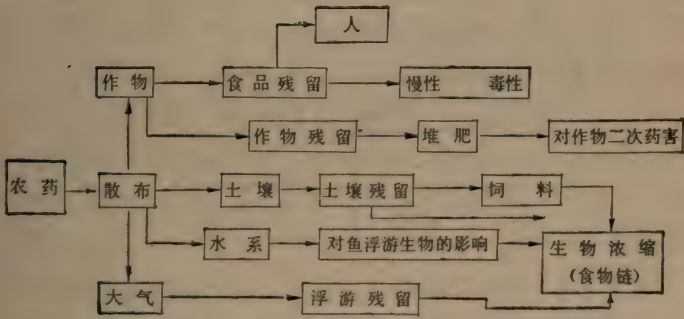 人
作物 食品残留 慢性 毒性
作物残留 堆肥 对作物二次药害
农药 散布 土壤 土壤残留 饲料
水系 对鱼浮游生物的影响 生物浓缩
(食物链)
大气 浮游残留